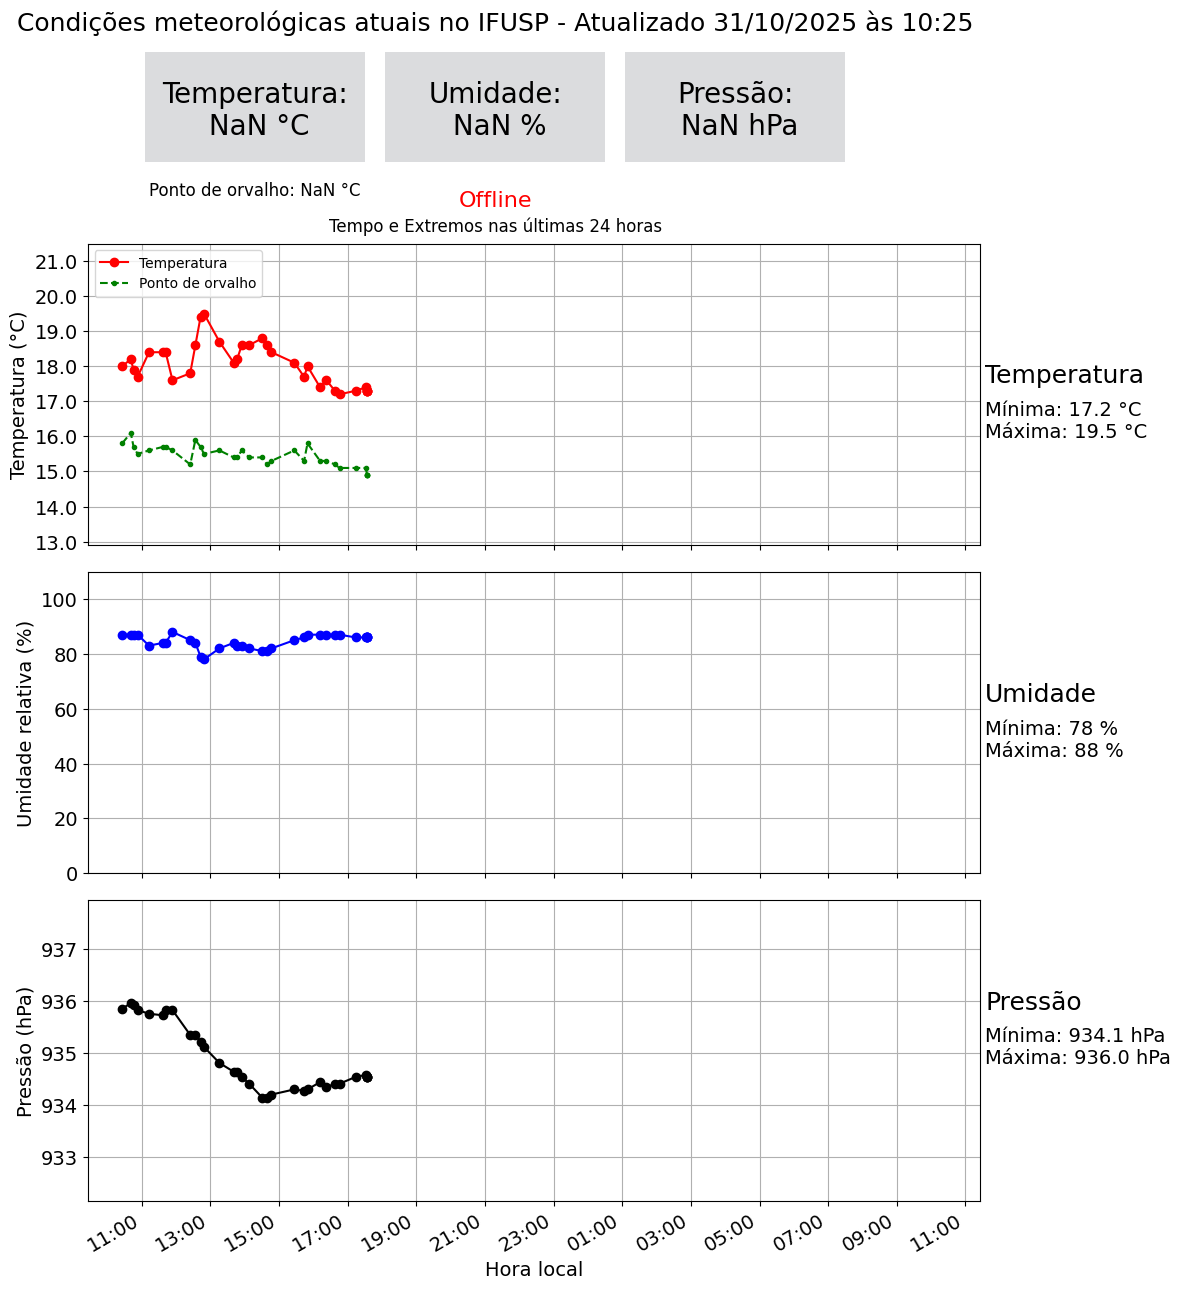 Condições meteorológicas atuais no IFUSP - Atualizado 31/10/2025 às 10:25
Temperatura:
NaN °C
Umidade:
NaN %
Pressão:
NaN hPa
Ponto de orvalho: NaN °C
Offline
Tempo e Extremos nas últimas 24 horas
Temperatura (°C)
21.0
20.0
19.0
18.0
17.0
16.0
15.0
14.0
13.0
Temperatura
Ponto de orvalho
Temperatura
Mínima: 17.2 °C
Máxima: 19.5 °C
Umidade relativa (%)
100
80
60
40
20
0
Umidade
Mínima: 78 %
Máxima: 88 %
Pressão (hPa)
937
936
935
934
933
Pressão
Mínima: 934.1 hPa
Máxima: 936.0 hPa
11:00
13:00
15:00
17:00
19:00
21:00
23:00
01:00
03:00
05:00
07:00
09:00
11:00
Hora local